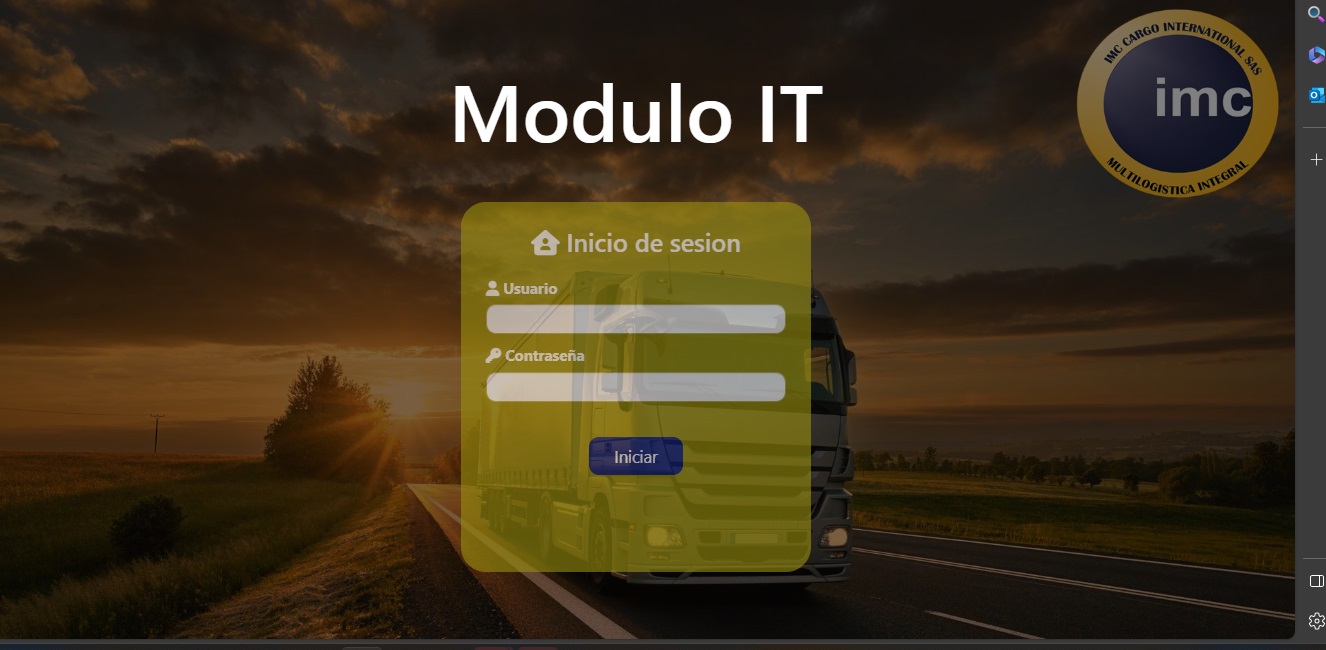 IMC CARGO INTERNATIONAL SAS
imc
MULTILOGISTICA INTEGRAL
Modulo IT
Inicio de sesion
Usuario
Contraseña
Iniciar